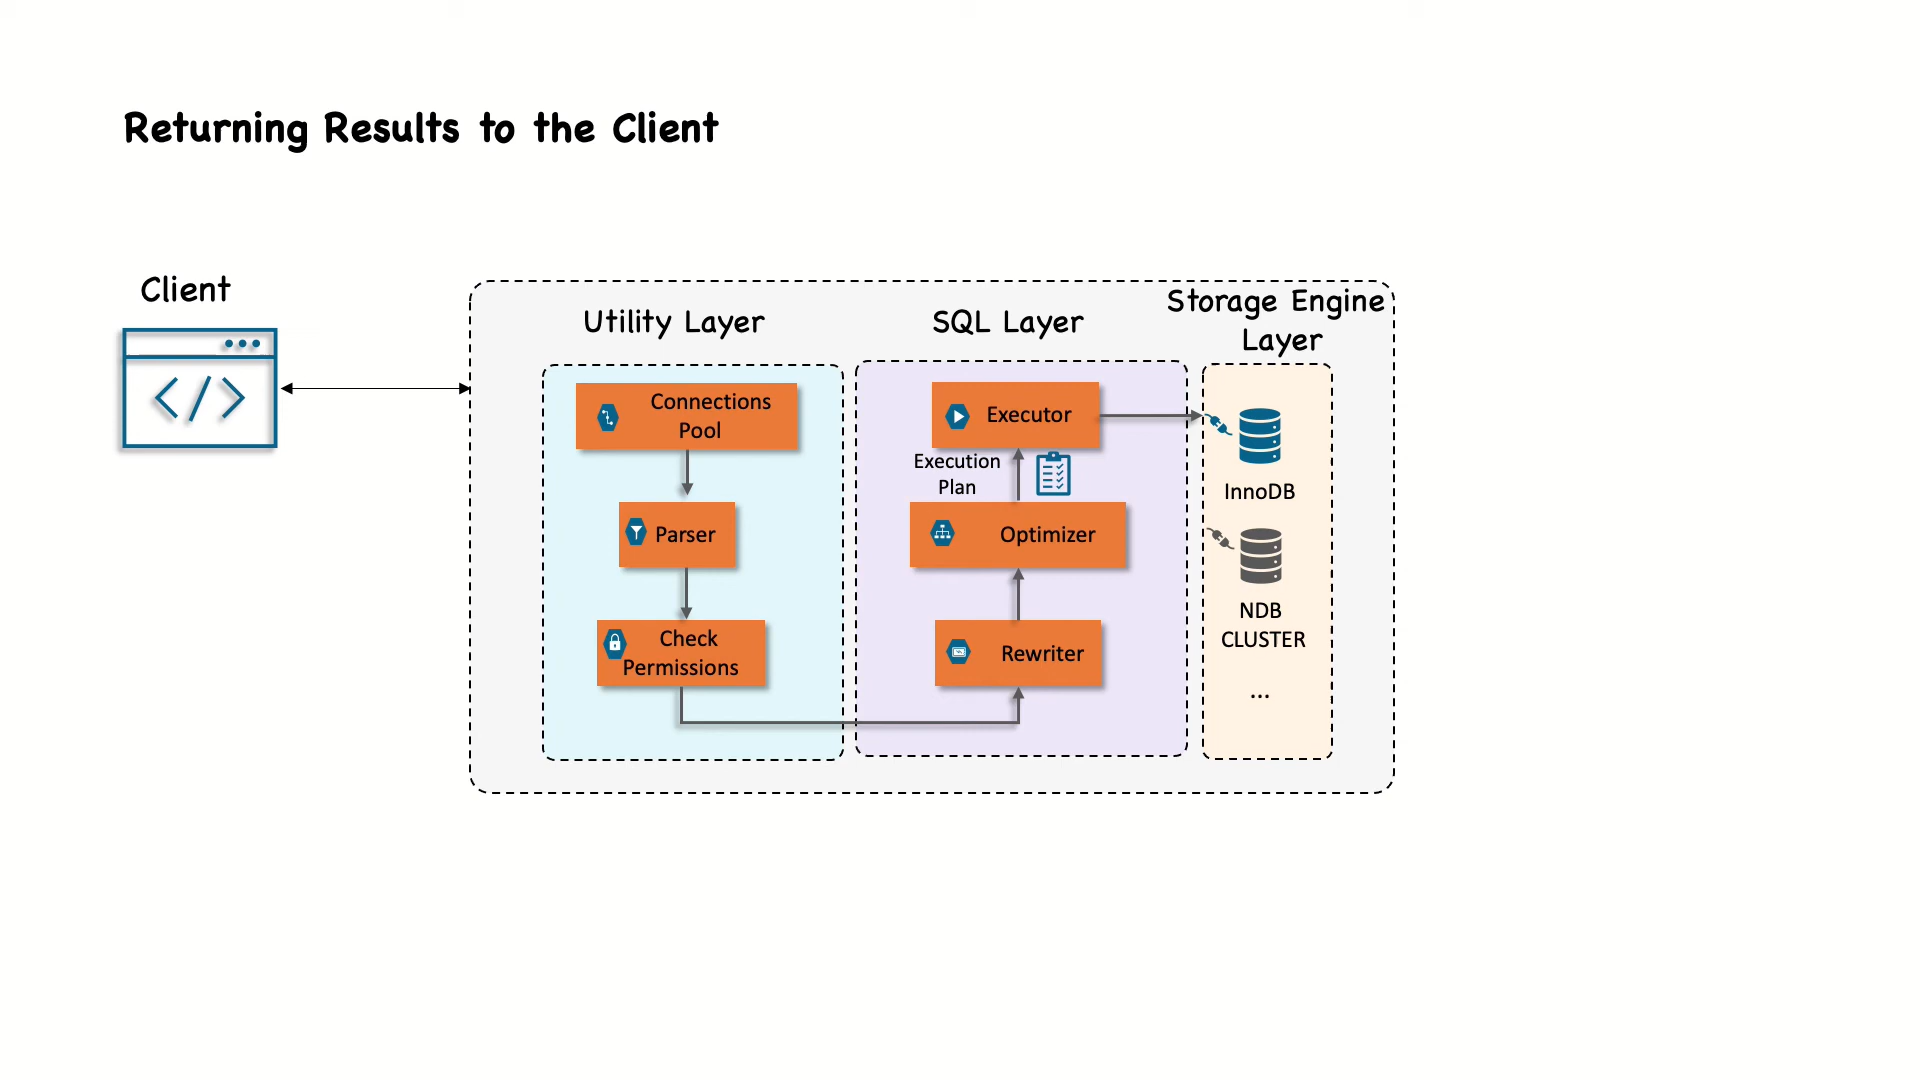 Returning Results to the Client
Client
Utility Layer
SQL Layer
Storage Engine
Layer
Connections
Pool
Parser
Check
Permissions
Executor
Execution
Plan
Optimizer
Rewriter
InnoDB
NDB
CLUSTER
...